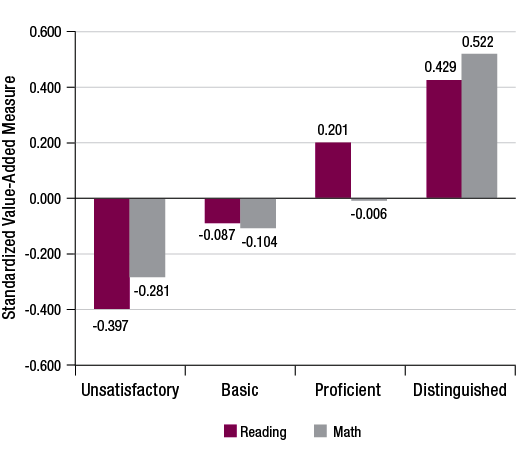 Standardized Value-Added Measure
0.600
0.400
0.200
0.000
-0.200
-0.400
-0.600
-0.397
-0.281
-0.087
-0.104
0.201
-0.006
0.429
0.522
Unsatisfactory
Basic
Proficient
Distinguished
Reading
Math